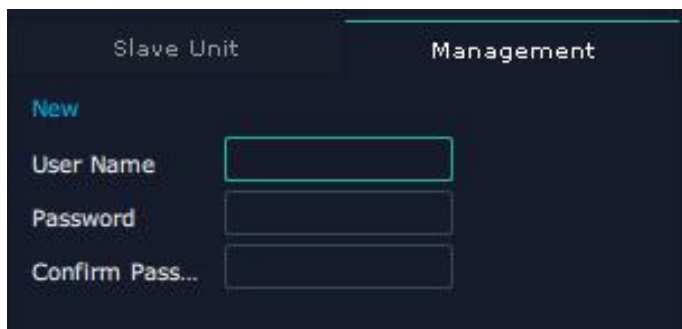 Slave Unit Management
New
User Name
Password
Confirm Pass...